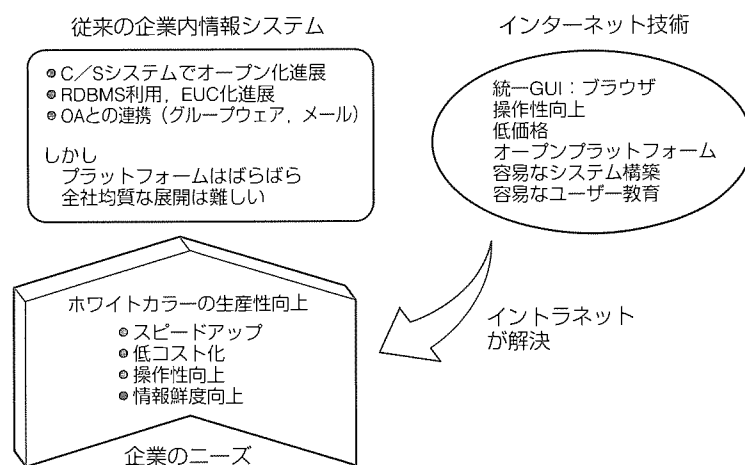 従来の企業内情報システム
C／Sシステムでオープン化進展
RDBMS利用，EUC化進展
OAとの連携（グループウェア，メール）
しかし
プラットフォームはばらばら
全社均質な展開は難しい
インターネット技術
統一GUI：ブラウザ
操作性向上
低価格
オープンプラットフォーム
容易なシステム構築
容易なユーザー教育
ホワイトカラーの生産性向上
スピードアップ
低コスト化
操作性向上
情報鮮度向上
企業のニーズ
イントラネット
が解決